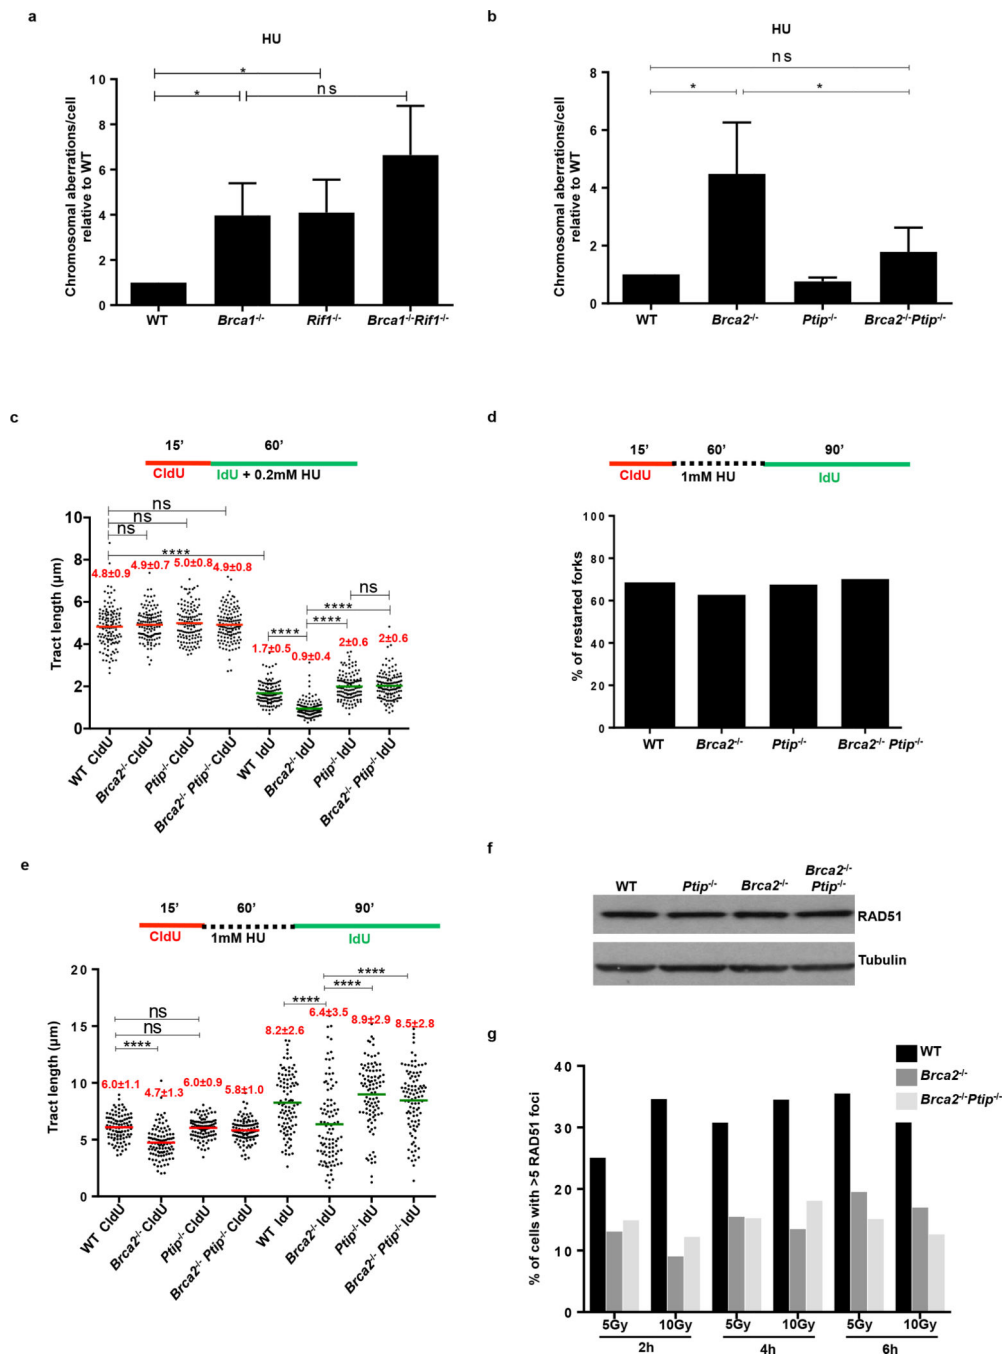 a
HU
*
*
ns
Chromosomal aberrations/cell
relative to WT
10
8
6
4
2
0
WT
Brca1-/-
Rif1-/-
Brca1-/-Rif1-/-
b
HU
ns
*
*
Chromosomal aberrations/cell
relative to WT
8
6
4
2
0
WT
Brca2-/-
Ptip-/-
Brca2-/-Ptip-/-
c
15’ 60’
CldU IdU + 0.2mM HU
ns
ns
ns
****
ns
****
****
****
4.8±0.9 4.9±0.7 5.0±0.8 4.9±0.8
1.7±0.5 0.9±0.4 2±0.6 2±0.6
Tract length (µm)
10
8
6
4
2
0
WT CldU
Brca2-/- CldU
Ptip-/- CldU
Brca2-/- Ptip-/- CldU
WT IdU
Brca2-/- IdU
Ptip-/- IdU
Brca2-/- Ptip-/- IdU
d
15’ 60’ 90’
CldU 1mM HU IdU
% of restarted forks
100
80
60
40
20
0
WT
Brca2-/-
Ptip-/-
Brca2-/- Ptip-/-
e
15’ 60’ 90’
CldU 1mM HU IdU
ns
ns
****
****
****
****
6.0±1.1 4.7±1.3 6.0±0.9 5.8±1.0
8.2±2.6 6.4±3.5 8.9±2.9 8.5±2.8
Tract length (µm)
20
15
10
5
0
WT CldU
Brca2-/- CldU
Ptip-/- CldU
Brca2-/- Ptip-/- CldU
WT IdU
Brca2-/- IdU
Ptip-/- IdU
Brca2-/- Ptip-/- IdU
f
WT Ptip-/- Brca2-/- Brca2-/-
Ptip-/-
RAD51
Tubulin
g
WT
Brca2-/-
Brca2-/-Ptip-/-
% of cells with >5 RAD51 foci
40
30
20
10
0
5Gy 10Gy 5Gy 10Gy 5Gy 10Gy
2h 4h 6h